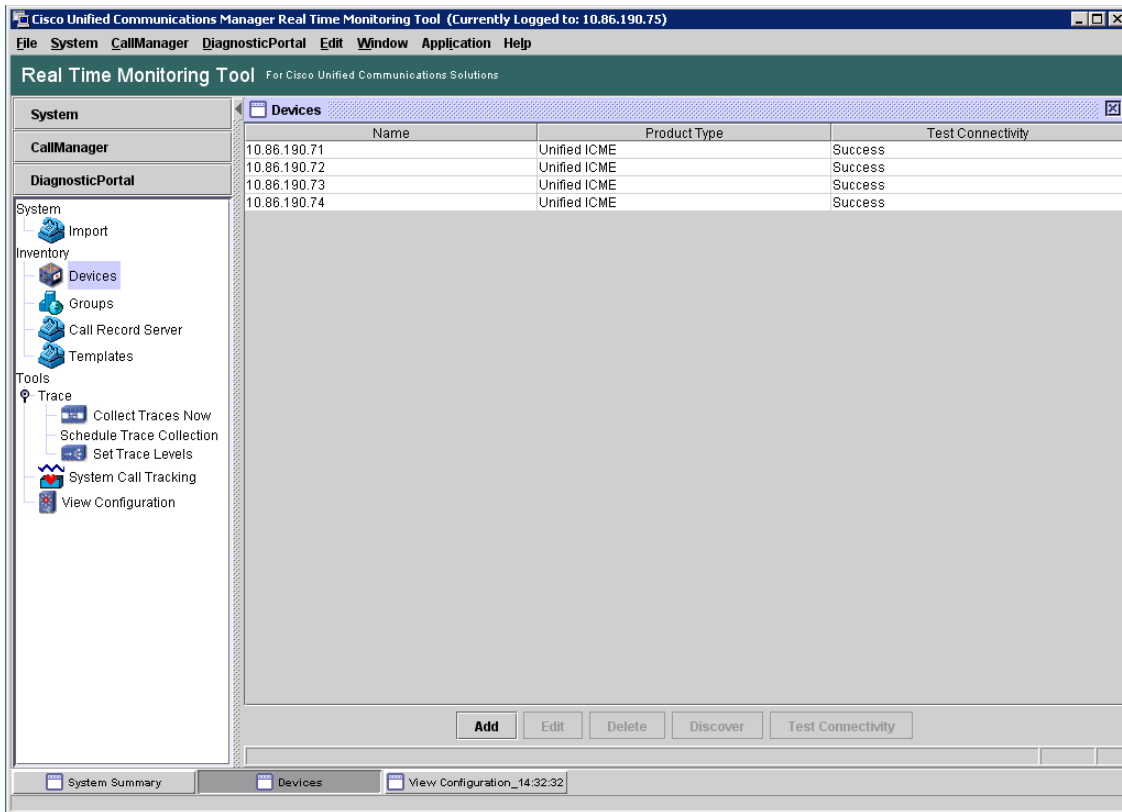 Cisco Unified Communications Manager Real Time Monitoring Tool (Currently Logged to: 10.86.190.75)
File System CallManager DiagnosticPortal Edit Window Application Help
Real Time Monitoring Tool For Cisco Unified Communications Solutions
System
CallManager
DiagnosticPortal
System
Import
Inventory
Devices
Groups
Call Record Server
Templates
Tools
Trace
Collect Traces Now
Schedule Trace Collection
Set Trace Levels
System Call Tracking
View Configuration
Devices
Name Product Type Test Connectivity
10.86.190.71 Unified ICME Success
10.86.190.72 Unified ICME Success
10.86.190.73 Unified ICME Success
10.86.190.74 Unified ICME Success
Add Edit Delete Discover Test Connectivity
System Summary Devices View Configuration_14:32:32